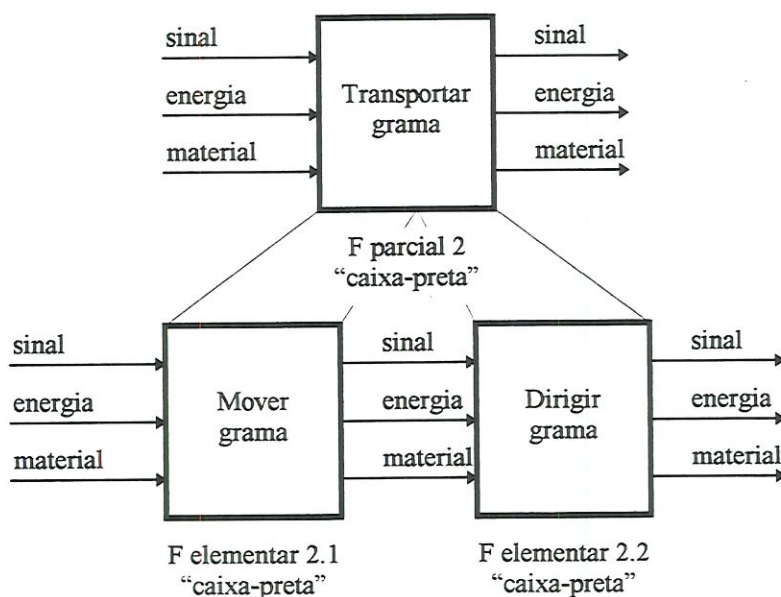 sinal
energia
material
Transportar
grama
sinal
energia
material
F parcial 2
“caixa-preta”
sinal
energia
material
Mover
grama
sinal
energia
material
Dirigir
grama
sinal
energia
material
F elementar 2.1
“caixa-preta”
F elementar 2.2
“caixa-preta”